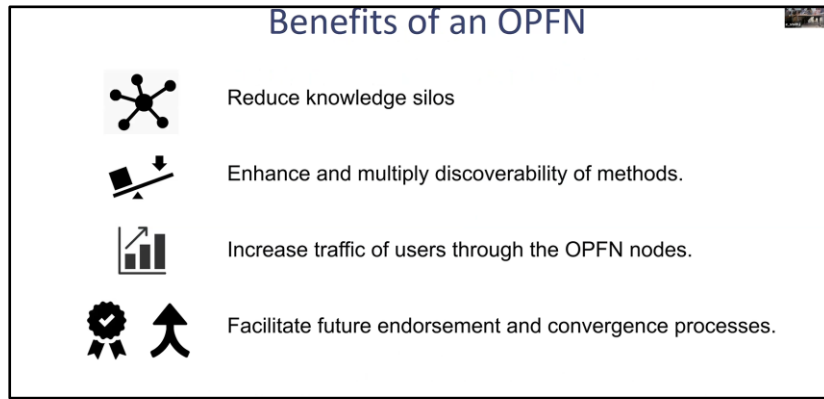 Benefits of an OPFN
Reduce knowledge silos
Enhance and multiply discoverability of methods.
Increase traffic of users through the OPFN nodes.
Facilitate future endorsement and convergence processes.